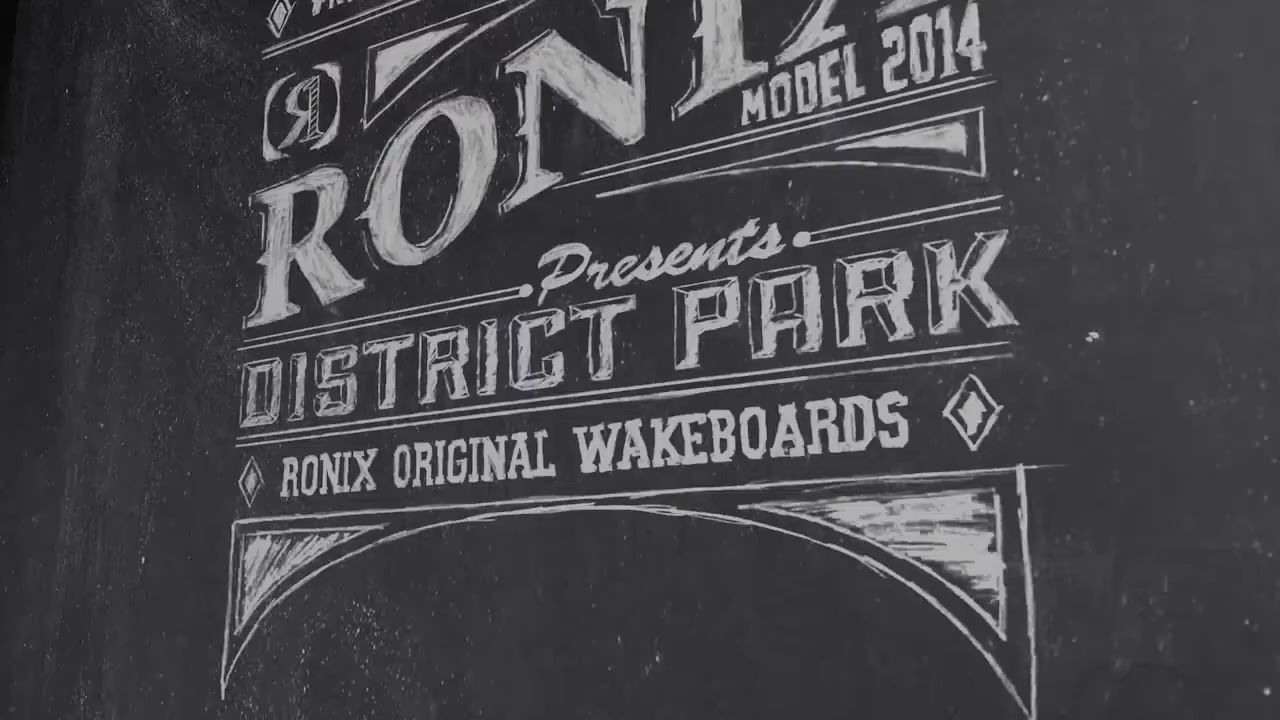 R
RONIX
MODEL 2014
Presents
DISTRICT PARK
RONIX ORIGINAL WAKEBOARDS